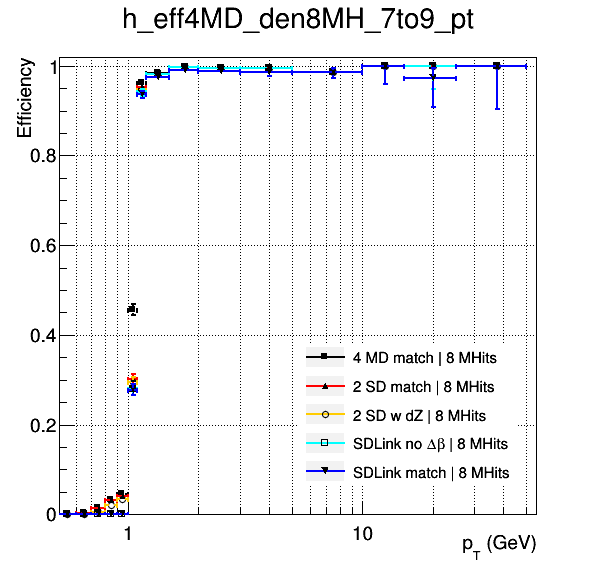 h_eff4MD_den8MH_7to9_pt
Efficiency
1
0.8
0.6
0.4
0.2
0
4 MD match | 8 MHits
2 SD match | 8 MHits
2 SD w dZ | 8 MHits
SDLink no Δβ | 8 MHits
SDLink match | 8 MHits
1
10
p_T (GeV)